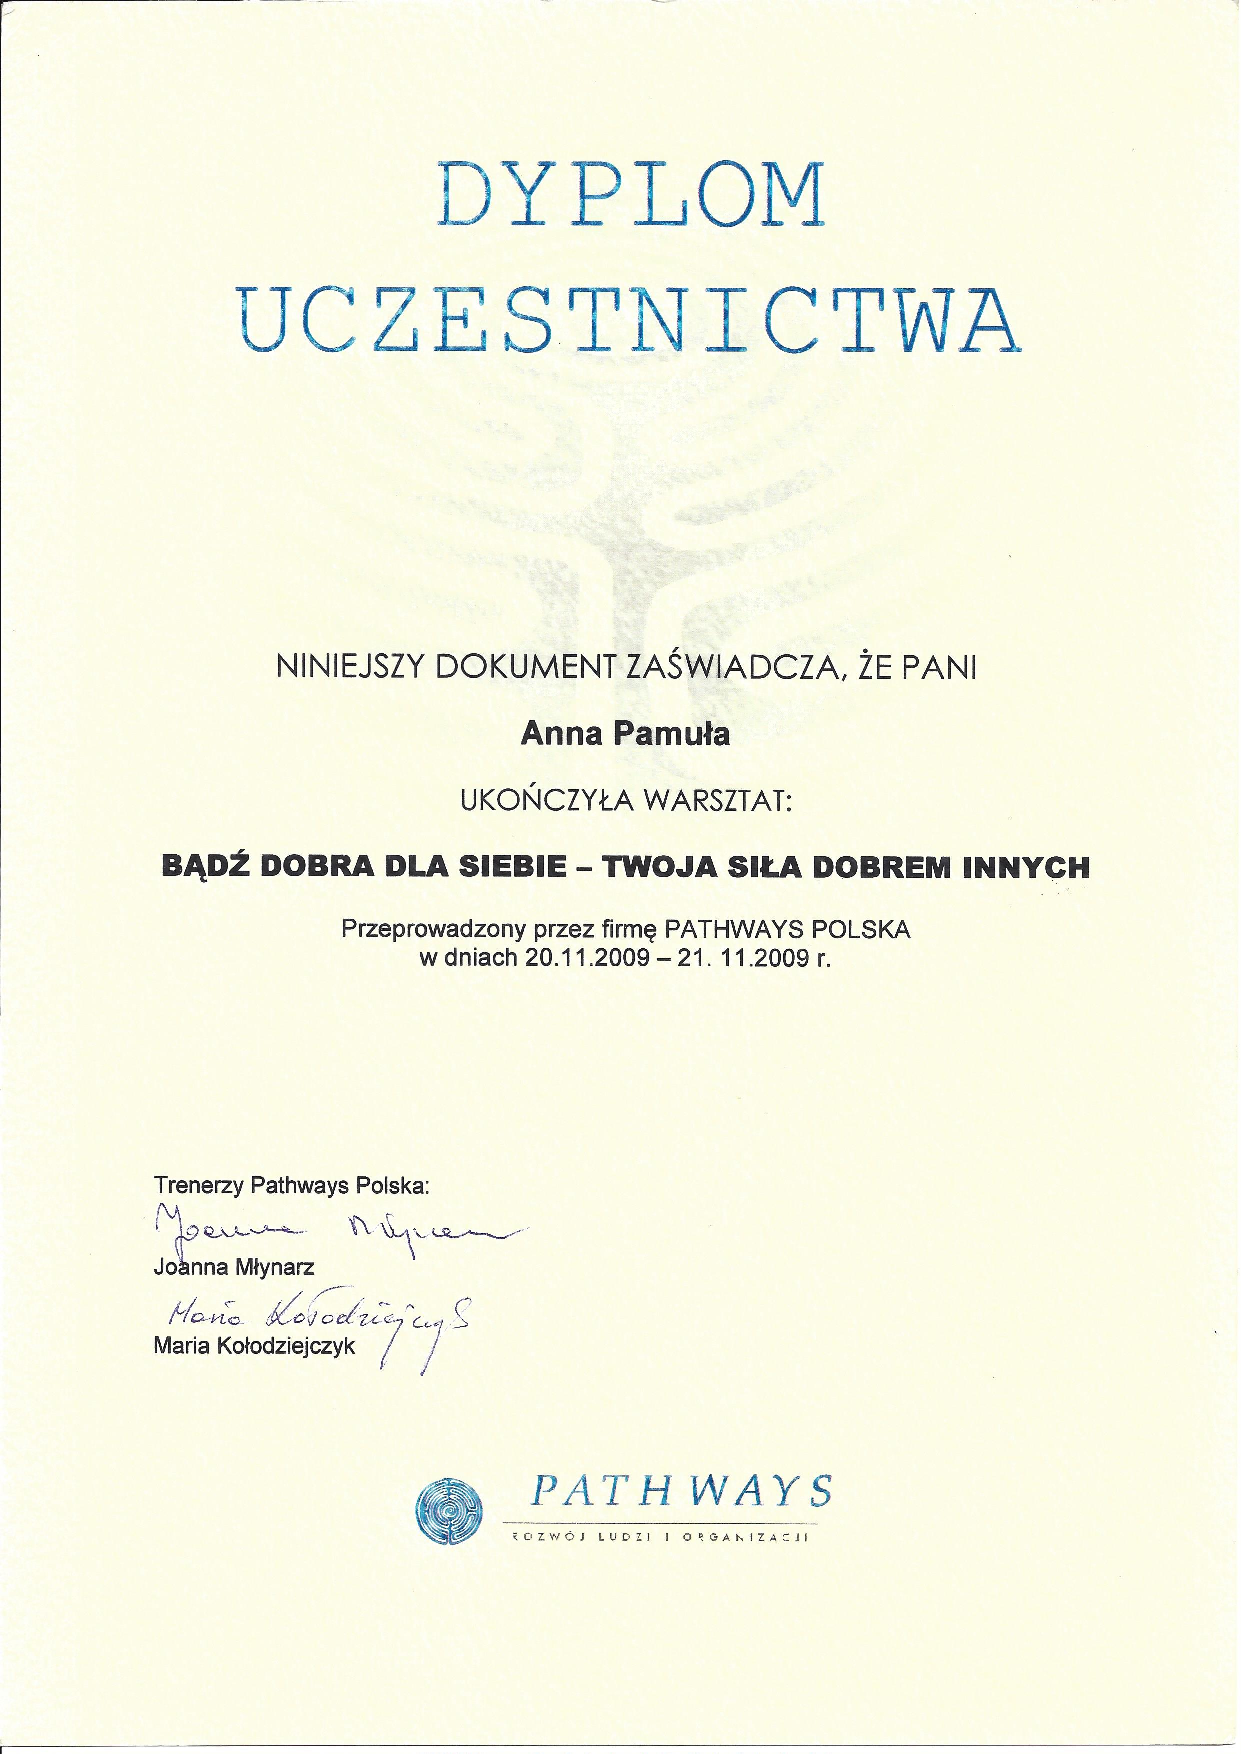 DYPLOM
UCZESTNICTWA
NINIEJSZY DOKUMENT ZAŚWIADCZA, ŻE PANI
Anna Pamuła
UKOŃCZYŁA WARSZTAT:
BĄDŹ DOBRA DLA SIEBIE – TWOJA SIŁA DOBREM INNYCH
Przeprowadzony przez firmę PATHWAYS POLSKA
w dniach 20.11.2009 – 21. 11.2009 r.
Trenerzy Pathways Polska:
Joanna Młynarz
Joanna Młynarz
Maria Kołodziejczyk
Maria Kołodziejczyk
PATHWAYS
ROZWÓJ LUDZI I ORGANIZACJI